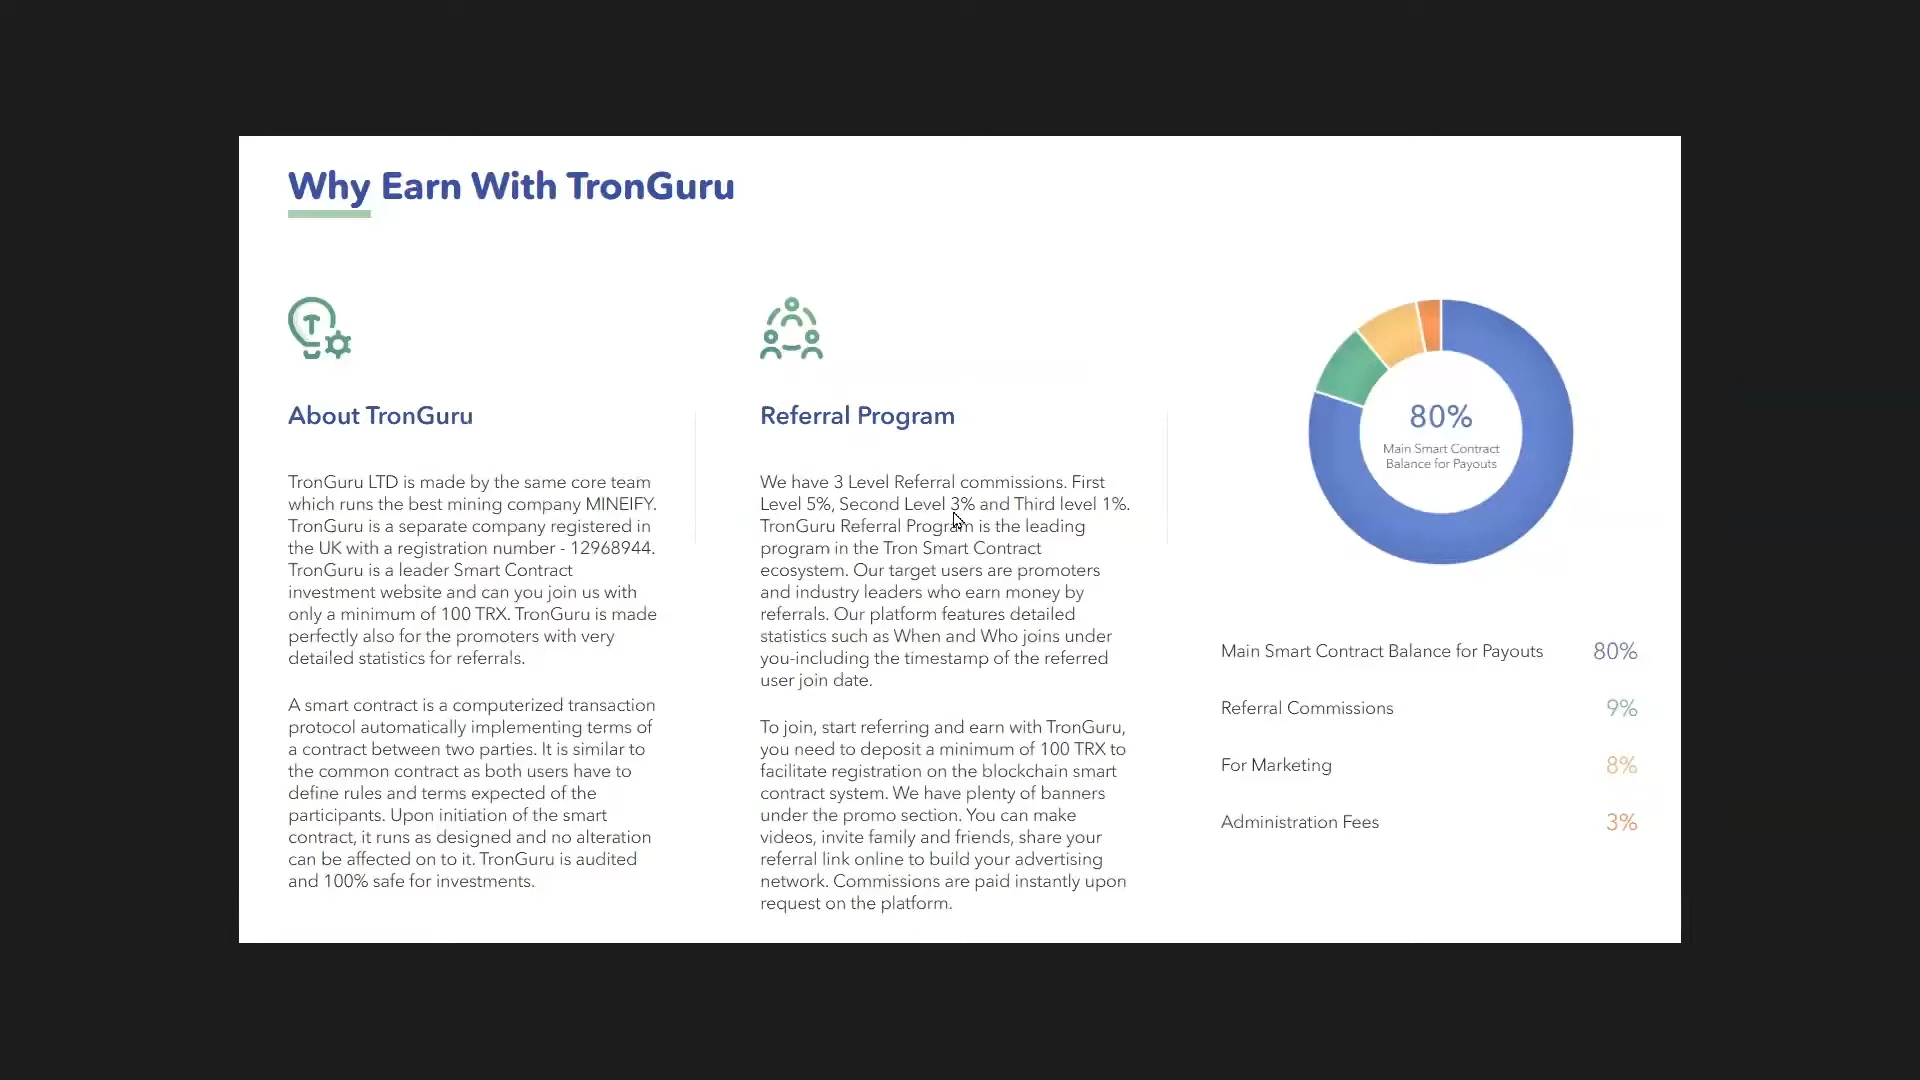 Why Earn With TronGuru
About TronGuru
TronGuru LTD is made by the same core team
which runs the best mining company MINEIFY.
TronGuru is a separate company registered in
the UK with a registration number - 12968944.
TronGuru is a leader Smart Contract
investment website and can you join us with
only a minimum of 100 TRX. TronGuru is made
perfectly also for the promoters with very
detailed statistics for referrals.
A smart contract is a computerized transaction
protocol automatically implementing terms of
a contract between two parties. It is similar to
the common contract as both users have to
define rules and terms expected of the
participants. Upon initiation of the smart
contract, it runs as designed and no alteration
can be affected on to it. TronGuru is audited
and 100% safe for investments.
Referral Program
We have 3 Level Referral commissions. First
Level 5%, Second Level 3% and Third level 1%.
TronGuru Referral Program is the leading
program in the Tron Smart Contract
ecosystem. Our target users are promoters
and industry leaders who earn money by
referrals. Our platform features detailed
statistics such as When and Who joins under
you-including the timestamp of the referred
user join date.
To join, start referring and earn with TronGuru,
you need to deposit a minimum of 100 TRX to
facilitate registration on the blockchain smart
contract system. We have plenty of banners
under the promo section. You can make
videos, invite family and friends, share your
referral link online to build your advertising
network. Commissions are paid instantly upon
request on the platform.
80%
Main Smart Contract
Balance for Payouts
Main Smart Contract Balance for Payouts 80%
Referral Commissions 9%
For Marketing 8%
Administration Fees 3%